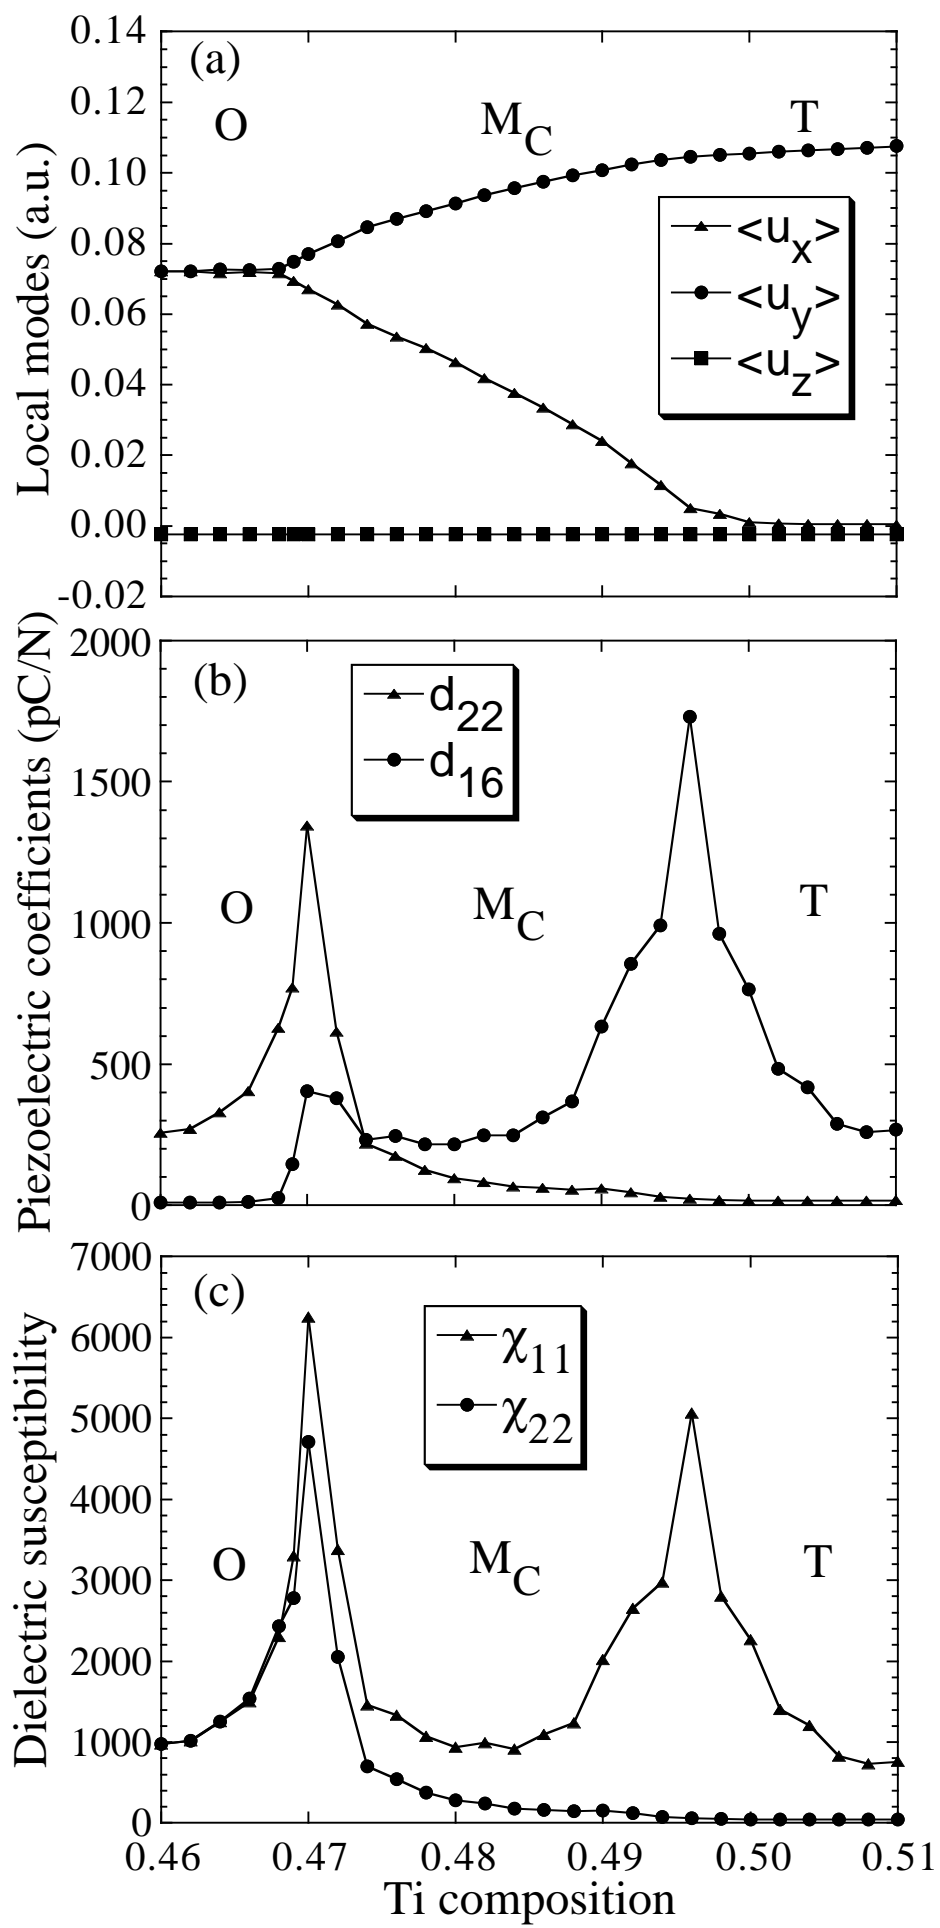 0.14
(a)
0.12
O
M_C
T
0.10
<u_x>
0.08
<u_y>
0.06
<u_z>
0.04
0.02
0.00
-0.02
Local modes (a.u.)
2000
(b)
d_22
d_16
1500
O
M_C
T
1000
500
0
Piezoelectric coefficients (pC/N)
7000
(c)
6000
χ_11
χ_22
5000
4000
O
M_C
T
3000
2000
1000
0
Dielectric susceptibility
0.46 0.47 0.48 0.49 0.50 0.51
Ti composition